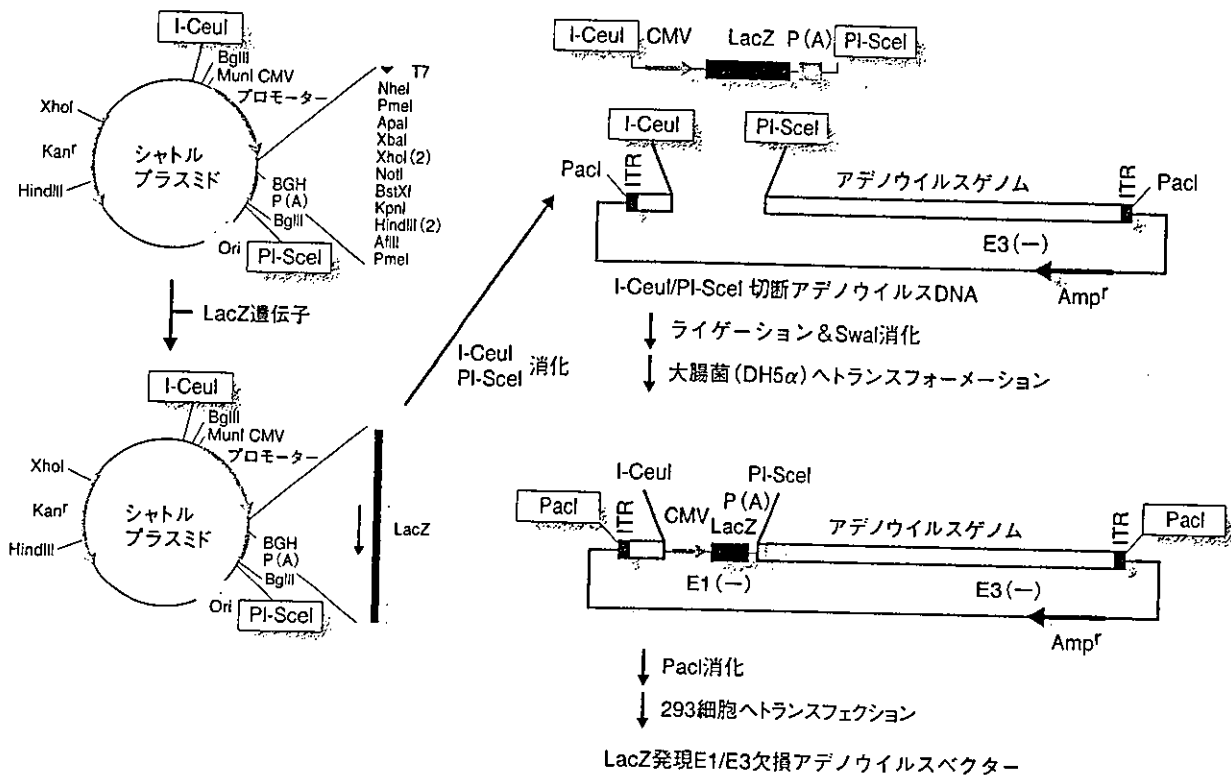 I-CeuI
BglII
MunI CMV
プロモーター
XhoI
Kanr
HindIII
シャトル
プラスミド
BGH
P(A)
BglII
Ori
PI-SceI
T7
NheI
PmeI
ApaI
XbaI
XhoI(2)
NotI
BstXI
KpnI
HindIII(2)
AflII
PmeI
LacZ遺伝子
I-CeuI
BglII
MunI CMV
プロモーター
XhoI
Kanr
HindIII
シャトル
プラスミド
BGH
P(A)
BglII
Ori
PI-SceI
LacZ
I-CeuI
PI-SceI 消化
I-CeuI CMV LacZ P(A) PI-SceI
I-CeuI PI-SceI
PacI ITR アデノウイルスゲノム ITR PacI
E3(−)
Ampr
I-CeuI/PI-SceI 切断アデノウイルスDNA
ライゲーション&SwaI消化
大腸菌(DH5α)へトランスフォーメーション
I-CeuI PI-SceI
PacI ITR CMV LacZ P(A) アデノウイルスゲノム ITR PacI
E1(−) E3(−)
Ampr
PacI消化
293細胞へトランスフェクション
LacZ発現E1/E3欠損アデノウイルスベクター